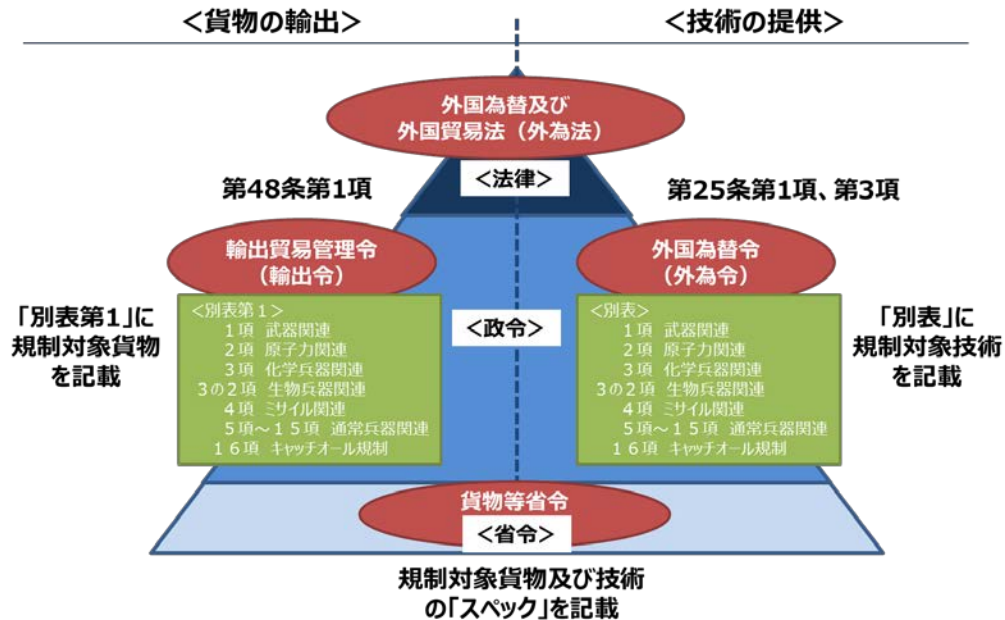 <貨物の輸出>
<技術の提供>
外国為替及び
外国貿易法（外為法）
<法律>
第48条第1項
第25条第1項、第3項
輸出貿易管理令
（輸出令）
外国為替令
（外為令）
「別表第1」に
規制対象貨物
を記載
<別表第１>
１項 武器関連
２項 原子力関連
３項 化学兵器関連
３の２項 生物兵器関連
４項 ミサイル関連
５項～１５項 通常兵器関連
１６項 キャッチオール規制
<政令>
<別表>
１項 武器関連
２項 原子力関連
３項 化学兵器関連
３の２項 生物兵器関連
４項 ミサイル関連
５項～１５項 通常兵器関連
１６項 キャッチオール規制
「別表」に
規制対象技術
を記載
貨物等省令
<省令>
規制対象貨物及び技術
の「スペック」を記載